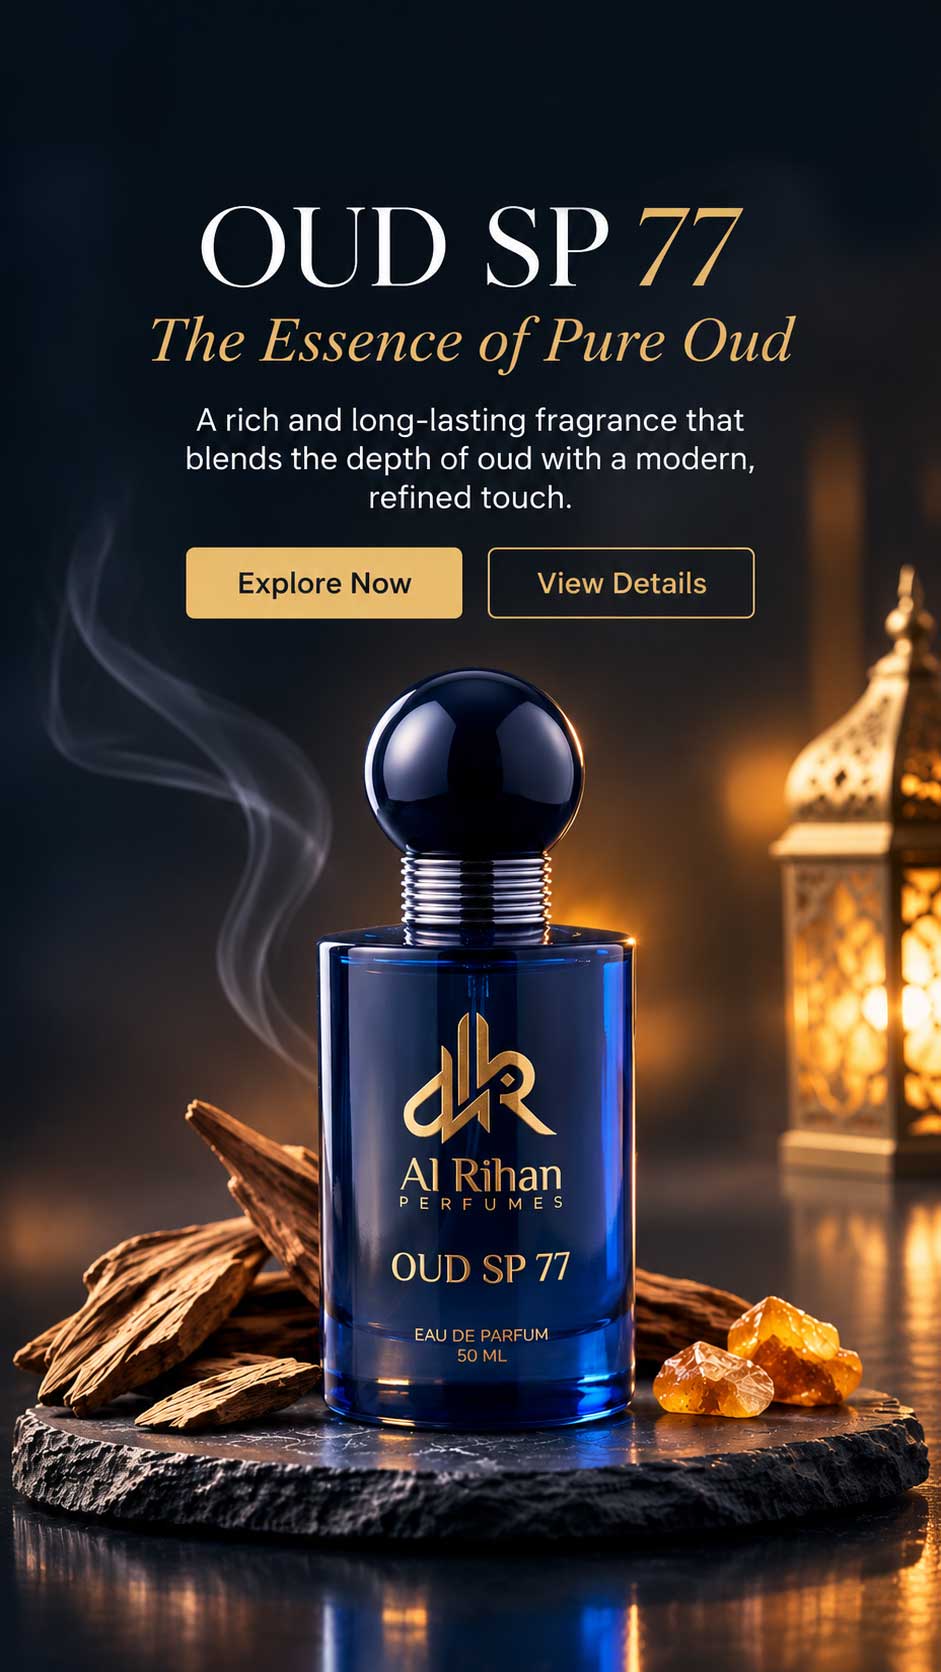 OUD SP 77
The Essence of Pure Oud
A rich and long-lasting fragrance that
blends the depth of oud with a modern,
refined touch.
Explore Now
View Details
Al Rihan
PERFUMES
OUD SP 77
EAU DE PARFUM
50 ML